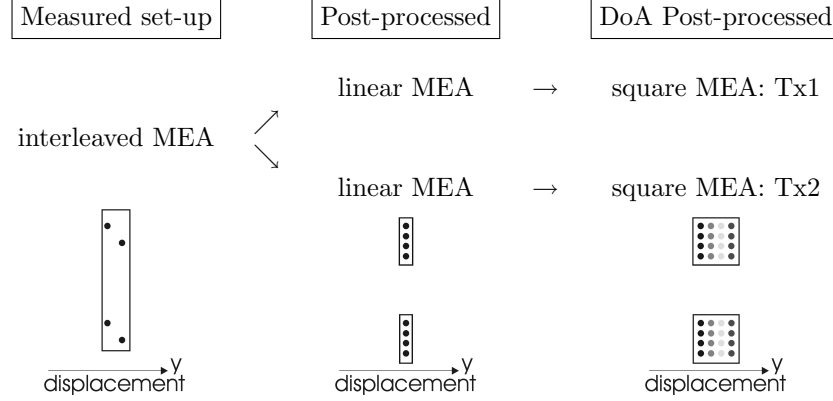 Measured set-up Post-processed DoA Post-processed
linear MEA → square MEA: Tx1
interleaved MEA
linear MEA → square MEA: Tx2
y y y
displacement displacement displacement